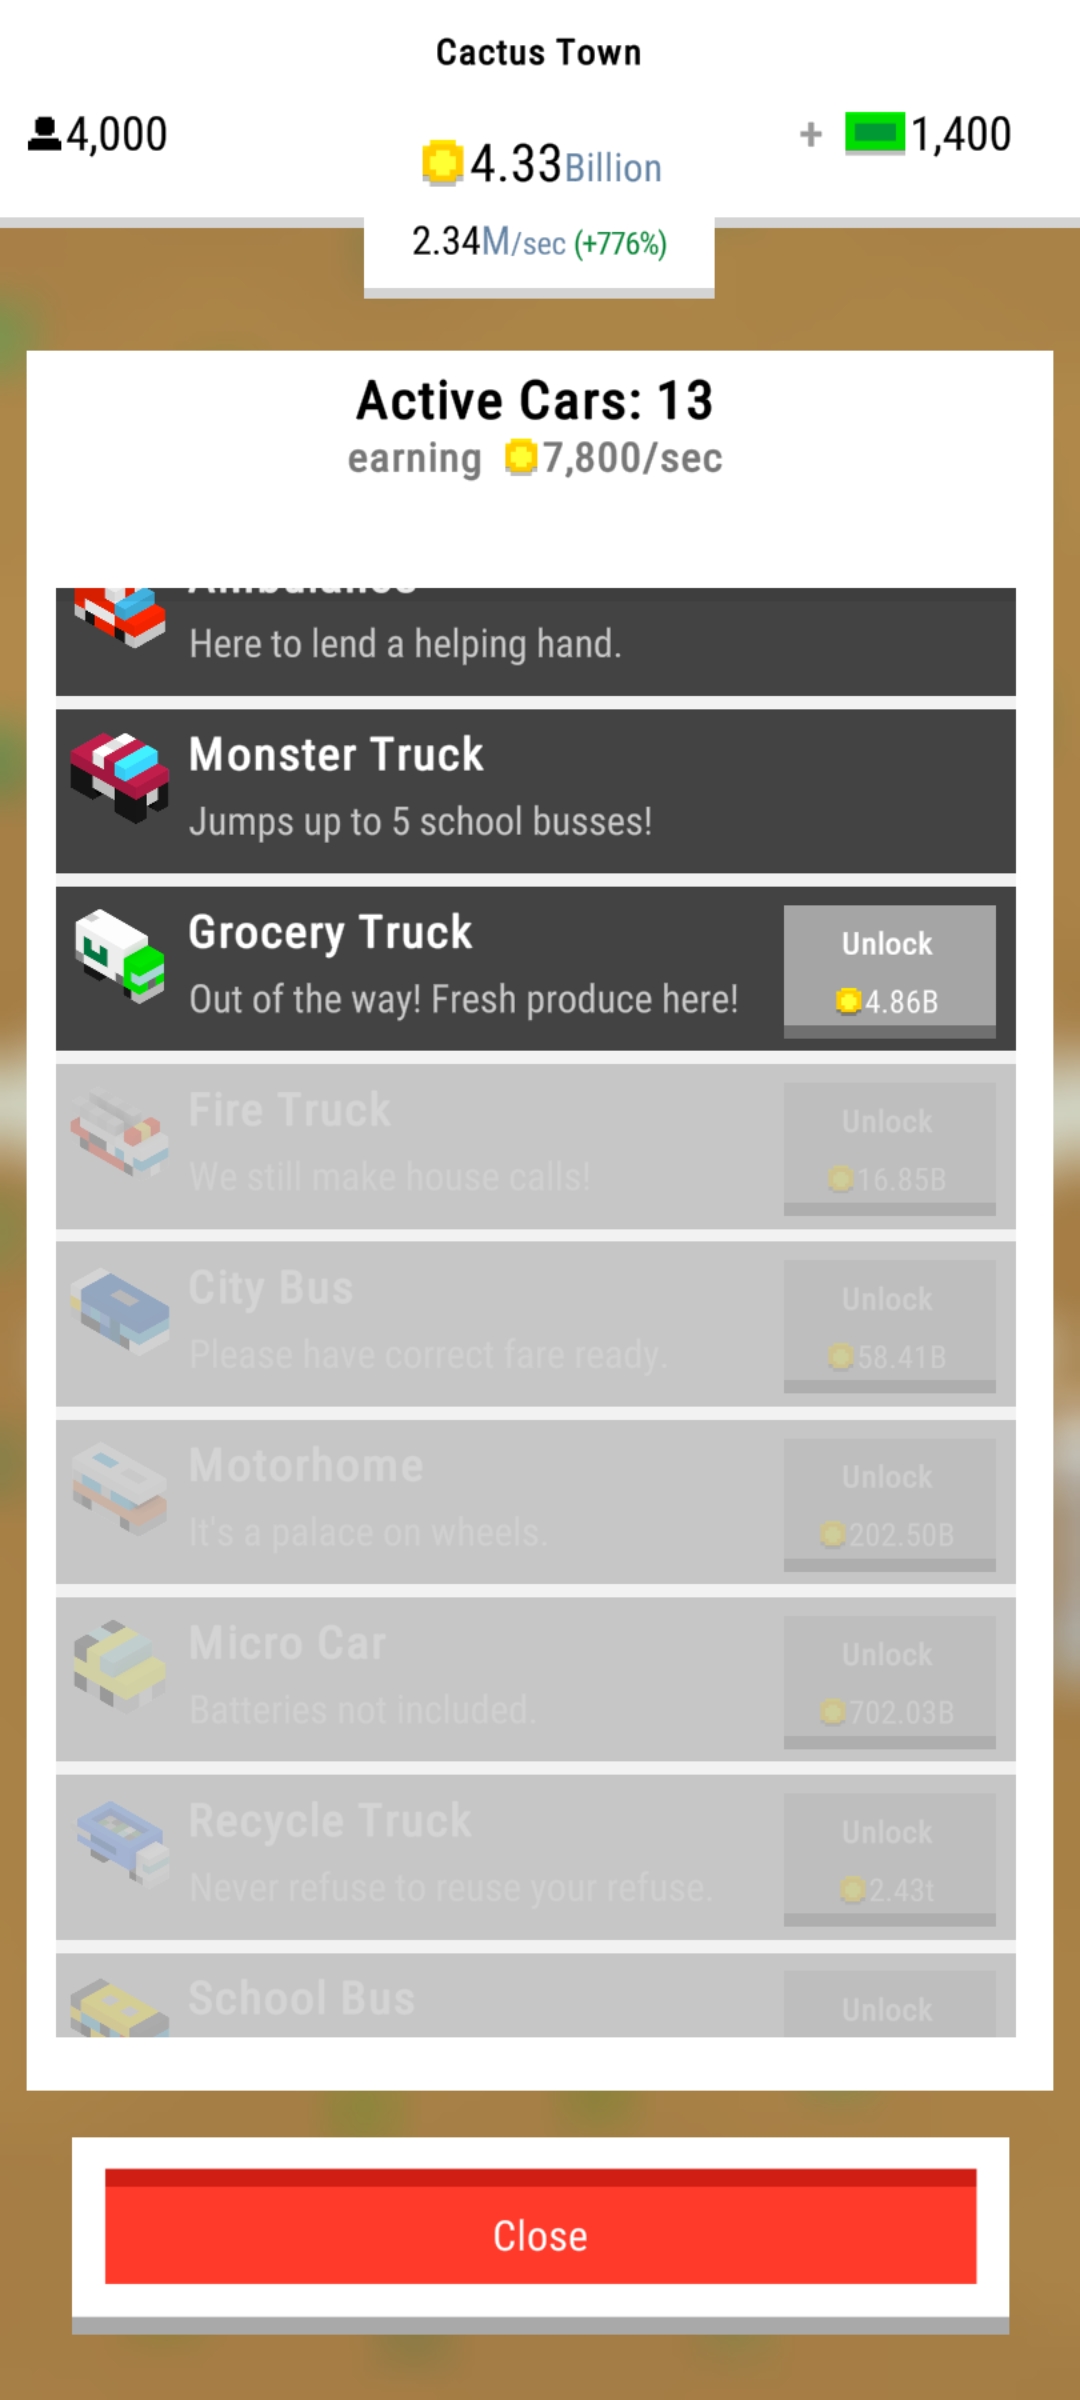 Cactus Town
4,000
4.33Billion
+ 1,400
2.34M/sec (+776%)
Active Cars: 13
earning 7,800/sec
Ambulance
Here to lend a helping hand.
Monster Truck
Jumps up to 5 school busses!
Grocery Truck
Out of the way! Fresh produce here!
Unlock
4.86B
Fire Truck
We still make house calls!
Unlock
16.85B
City Bus
Please have correct fare ready.
Unlock
58.41B
Motorhome
It's a palace on wheels.
Unlock
202.50B
Micro Car
Batteries not included.
Unlock
702.03B
Recycle Truck
Never refuse to reuse your refuse.
Unlock
2.43t
School Bus
Unlock
Close